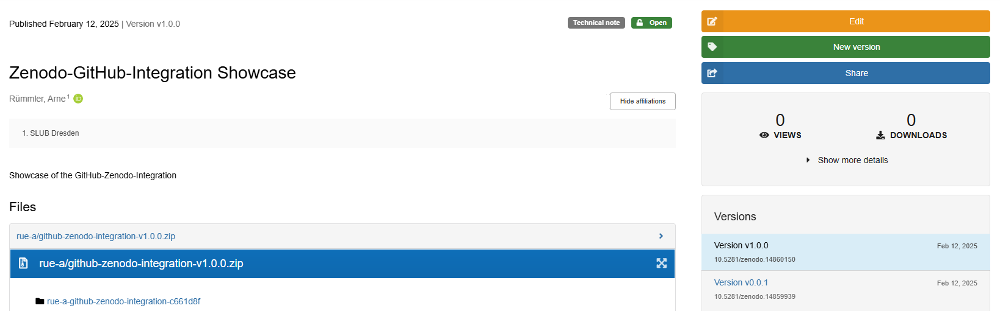 Published February 12, 2025 | Version v1.0.0
Technical note
Open
Zenodo-GitHub-Integration Showcase
Rümmler, Arne 1 iD
Hide affiliations
1. SLUB Dresden
Showcase of the GitHub-Zenodo-Integration
Files
rue-a/github-zenodo-integration-v1.0.0.zip
rue-a/github-zenodo-integration-v1.0.0.zip
rue-a-github-zenodo-integration-c661d8f
Edit
New version
Share
0
VIEWS
0
DOWNLOADS
Show more details
Versions
Version v1.0.0 Feb 12, 2025
10.5281/zenodo.14860150
Version v0.0.1 Feb 12, 2025
10.5281/zenodo.14859939